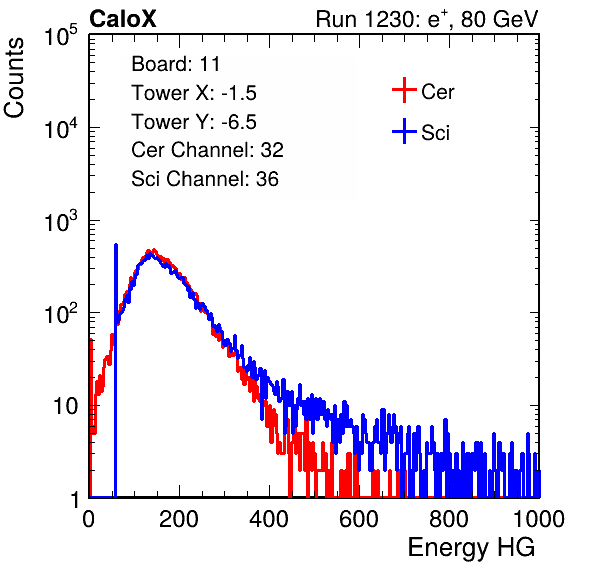 CaloX Run 1230: e⁺, 80 GeV
Counts
Board: 11
Tower X: -1.5
Tower Y: -6.5
Cer Channel: 32
Sci Channel: 36
Cer
Sci
10⁵
10⁴
10³
10²
10
1
0 200 400 600 800 1000
Energy HG